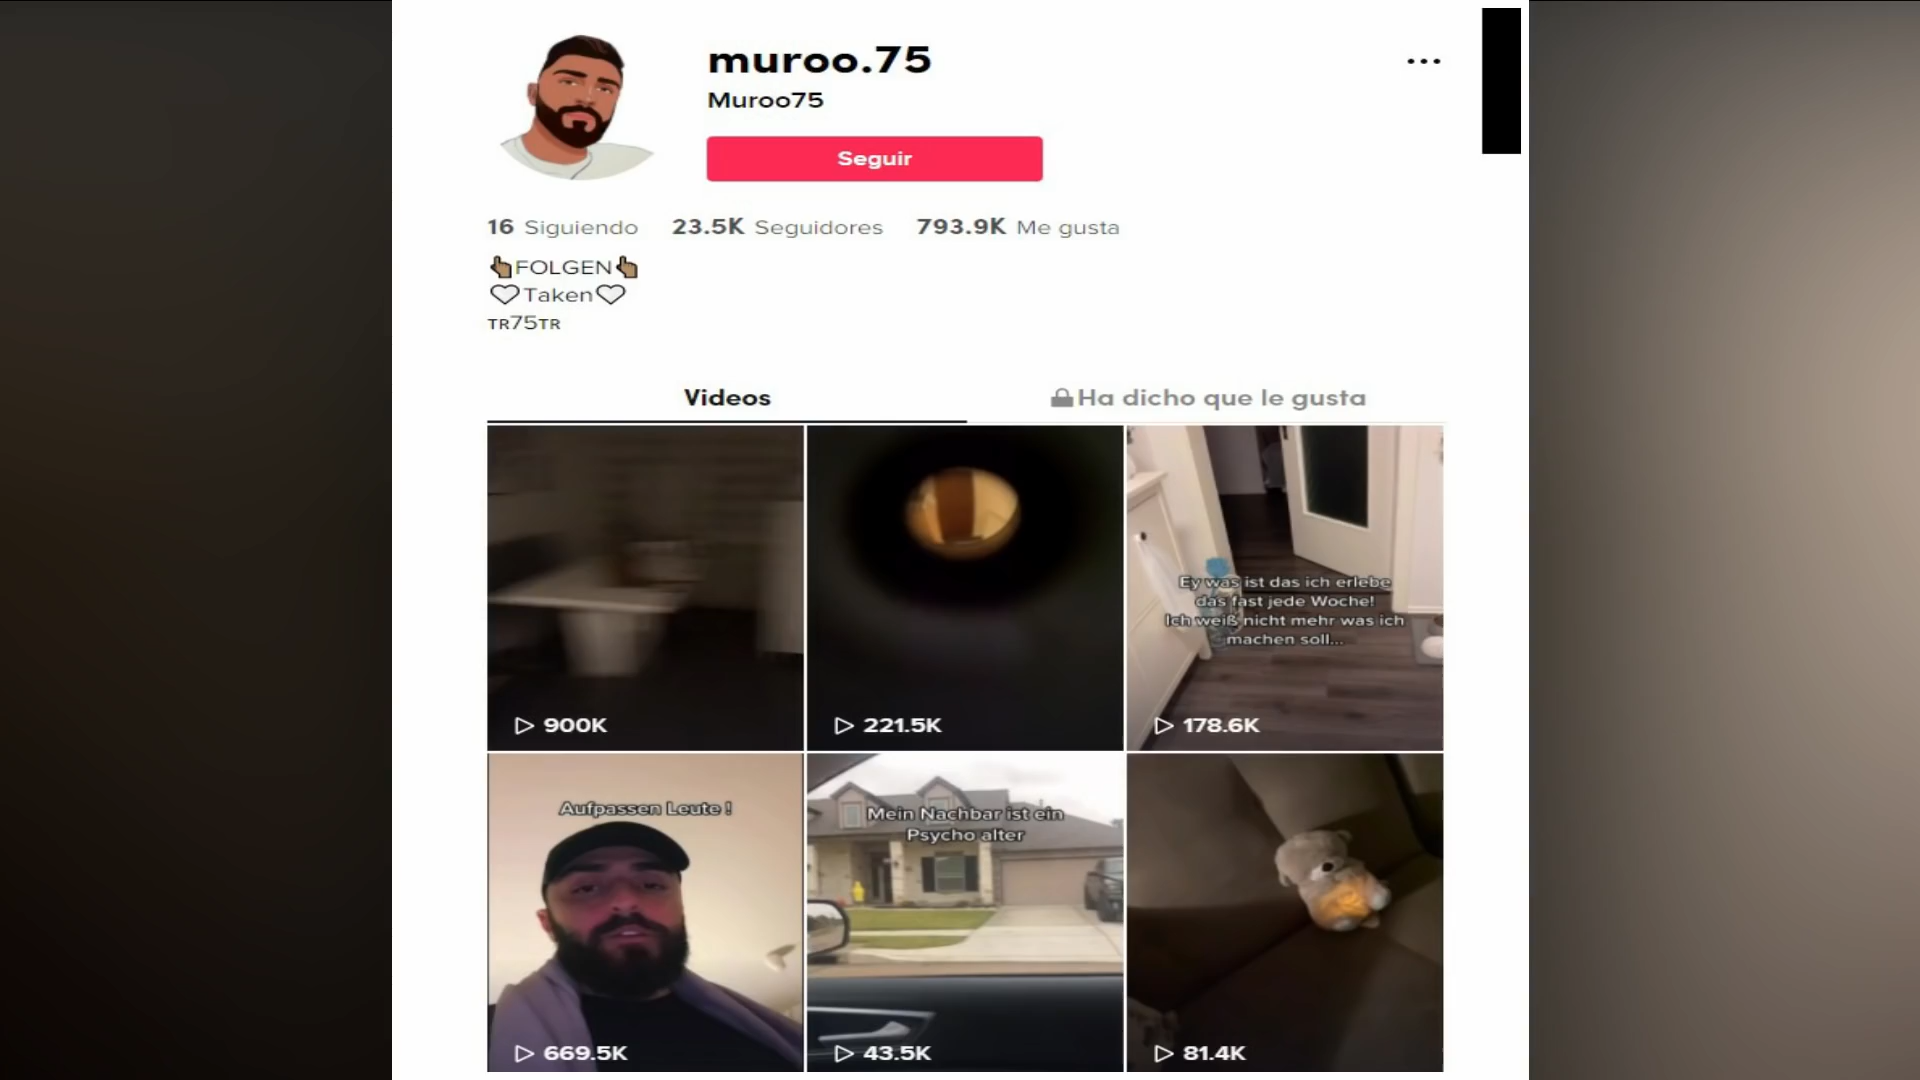 muroo.75
Muroo75
Seguir
16 Siguiendo 23.5K Seguidores 793.9K Me gusta
👆🏽FOLGEN👆🏽
♡Taken♡
ᴛʀ75ᴛʀ
Videos
Ha dicho que le gusta
900K
221.5K
Ey was ist das ich erlebe
das fast jede Woche!
Ich weiß nicht mehr was ich
machen soll...
178.6K
Aufpassen Leute !
669.5K
Mein Nachbar ist ein
Psycho alter
43.5K
81.4K